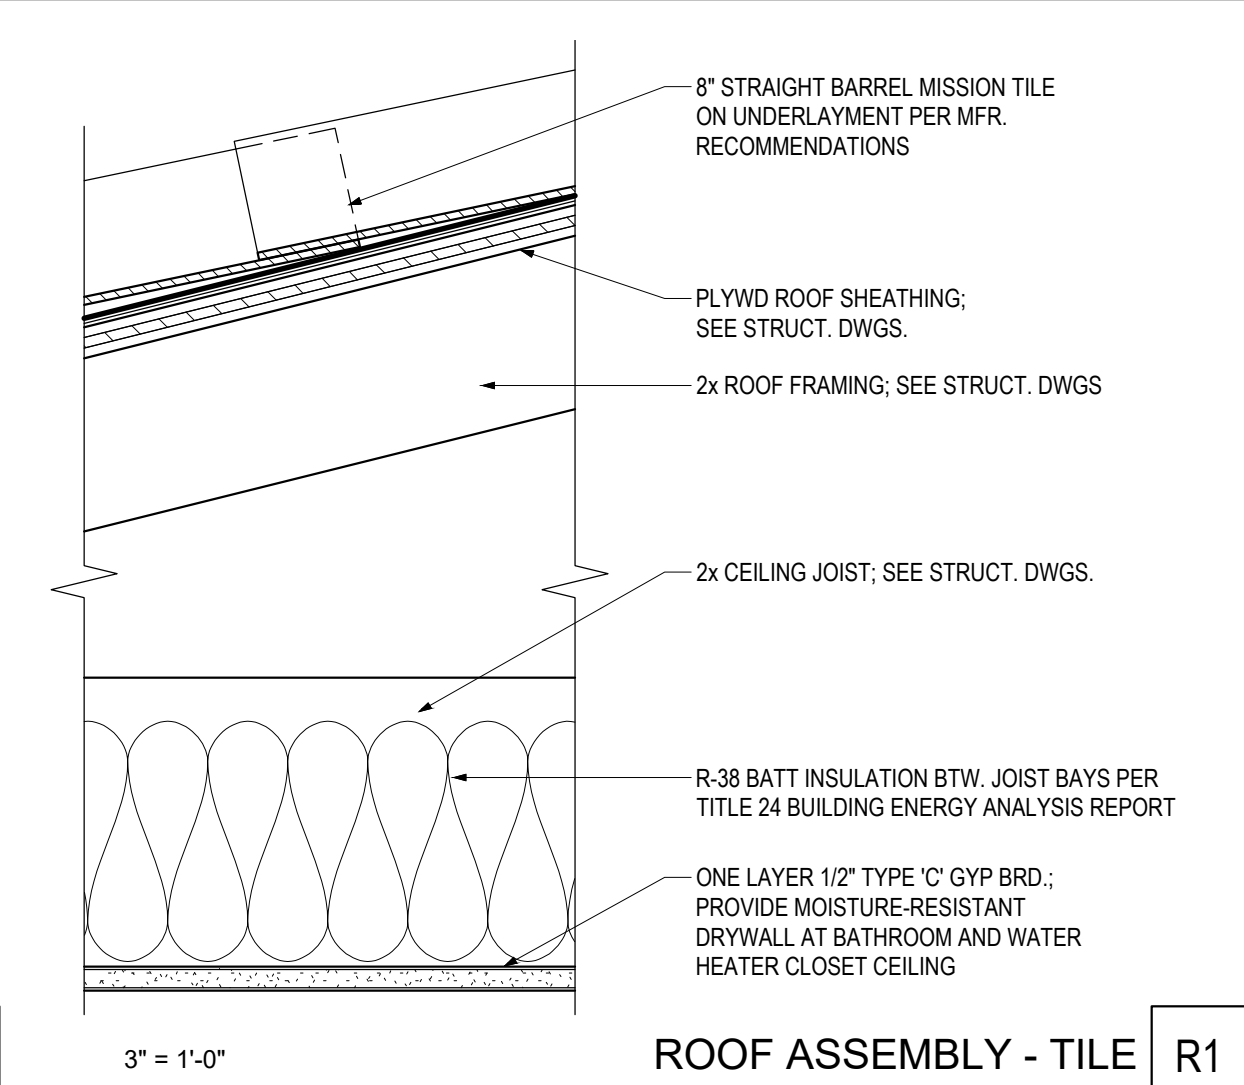 8" STRAIGHT BARREL MISSION TILE
ON UNDERLAYMENT PER MFR.
RECOMMENDATIONS
PLYWD ROOF SHEATHING;
SEE STRUCT. DWGS.
2x ROOF FRAMING; SEE STRUCT. DWGS
2x CEILING JOIST; SEE STRUCT. DWGS.
R-38 BATT INSULATION BTW. JOIST BAYS PER
TITLE 24 BUILDING ENERGY ANALYSIS REPORT
ONE LAYER 1/2" TYPE 'C' GYP BRD.;
PROVIDE MOISTURE-RESISTANT
DRYWALL AT BATHROOM AND WATER
HEATER CLOSET CEILING
3" = 1'-0"
ROOF ASSEMBLY - TILE
R1